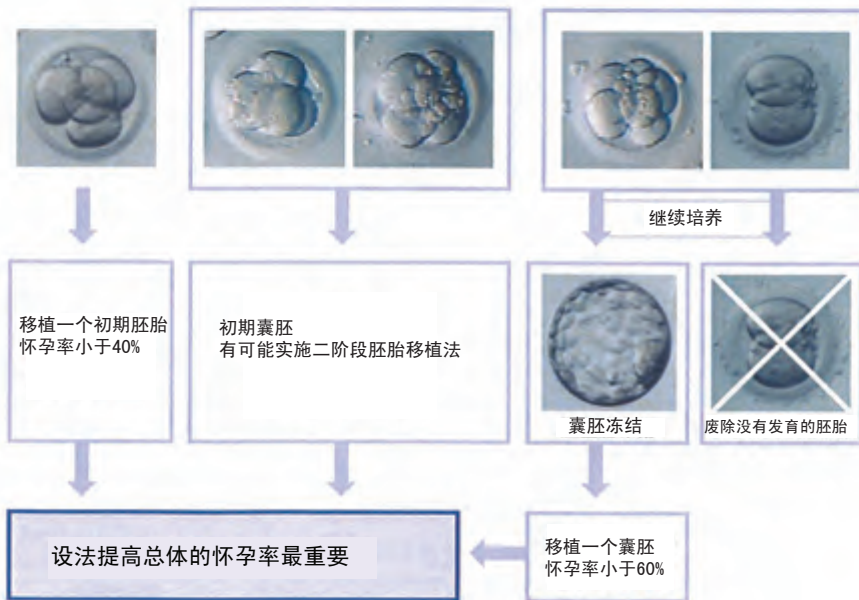 继续培养
移植一个初期胚胎
怀孕率小于40%
初期囊胚
有可能实施二阶段胚胎移植法
囊胚冻结
废除没有发育的胚胎
设法提高总体的怀孕率最重要
移植一个囊胚
怀孕率小于60%